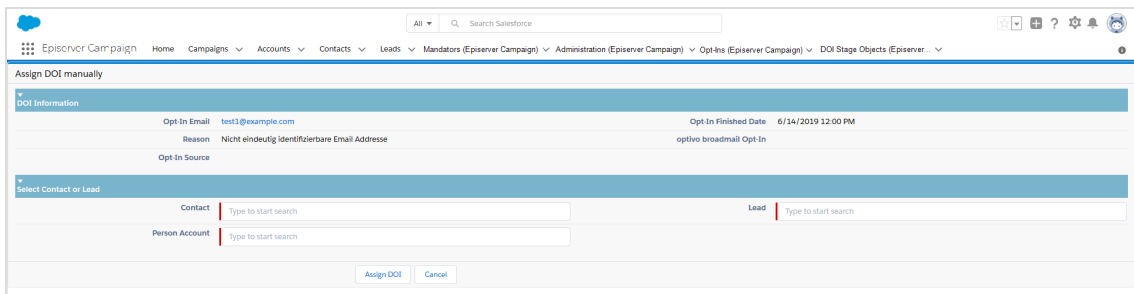 All
Search Salesforce
Episerver Campaign Home Campaigns Accounts Contacts Leads Mandators (Episerver Campaign) Administration (Episerver Campaign) Opt-Ins (Episerver Campaign) DOI Stage Objects (Episerver...
Assign DOI manually
DOI Information
Opt-In Email test1@example.com Opt-In Finished Date 6/14/2019 12:00 PM
Reason Nicht eindeutig identifizierbare Email Addresse optivo broadmail Opt-In
Opt-In Source
Select Contact or Lead
Contact Type to start search Lead Type to start search
Person Account Type to start search
Assign DOI Cancel